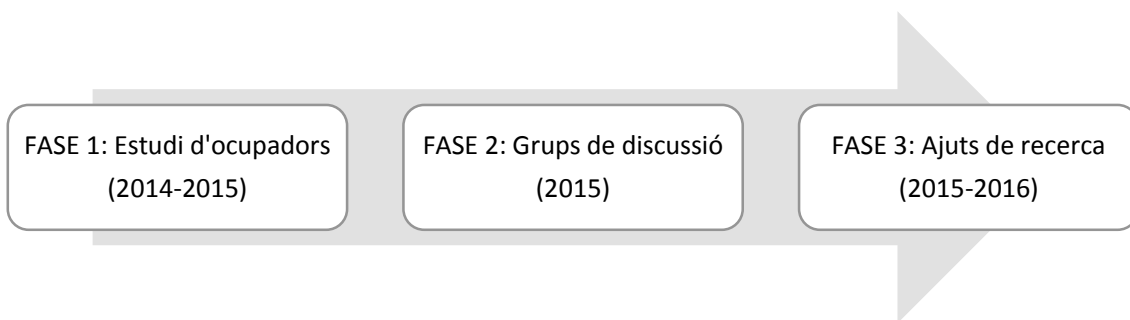 FASE 1: Estudi d'ocupadors
(2014-2015)
FASE 2: Grups de discussió
(2015)
FASE 3: Ajuts de recerca
(2015-2016)